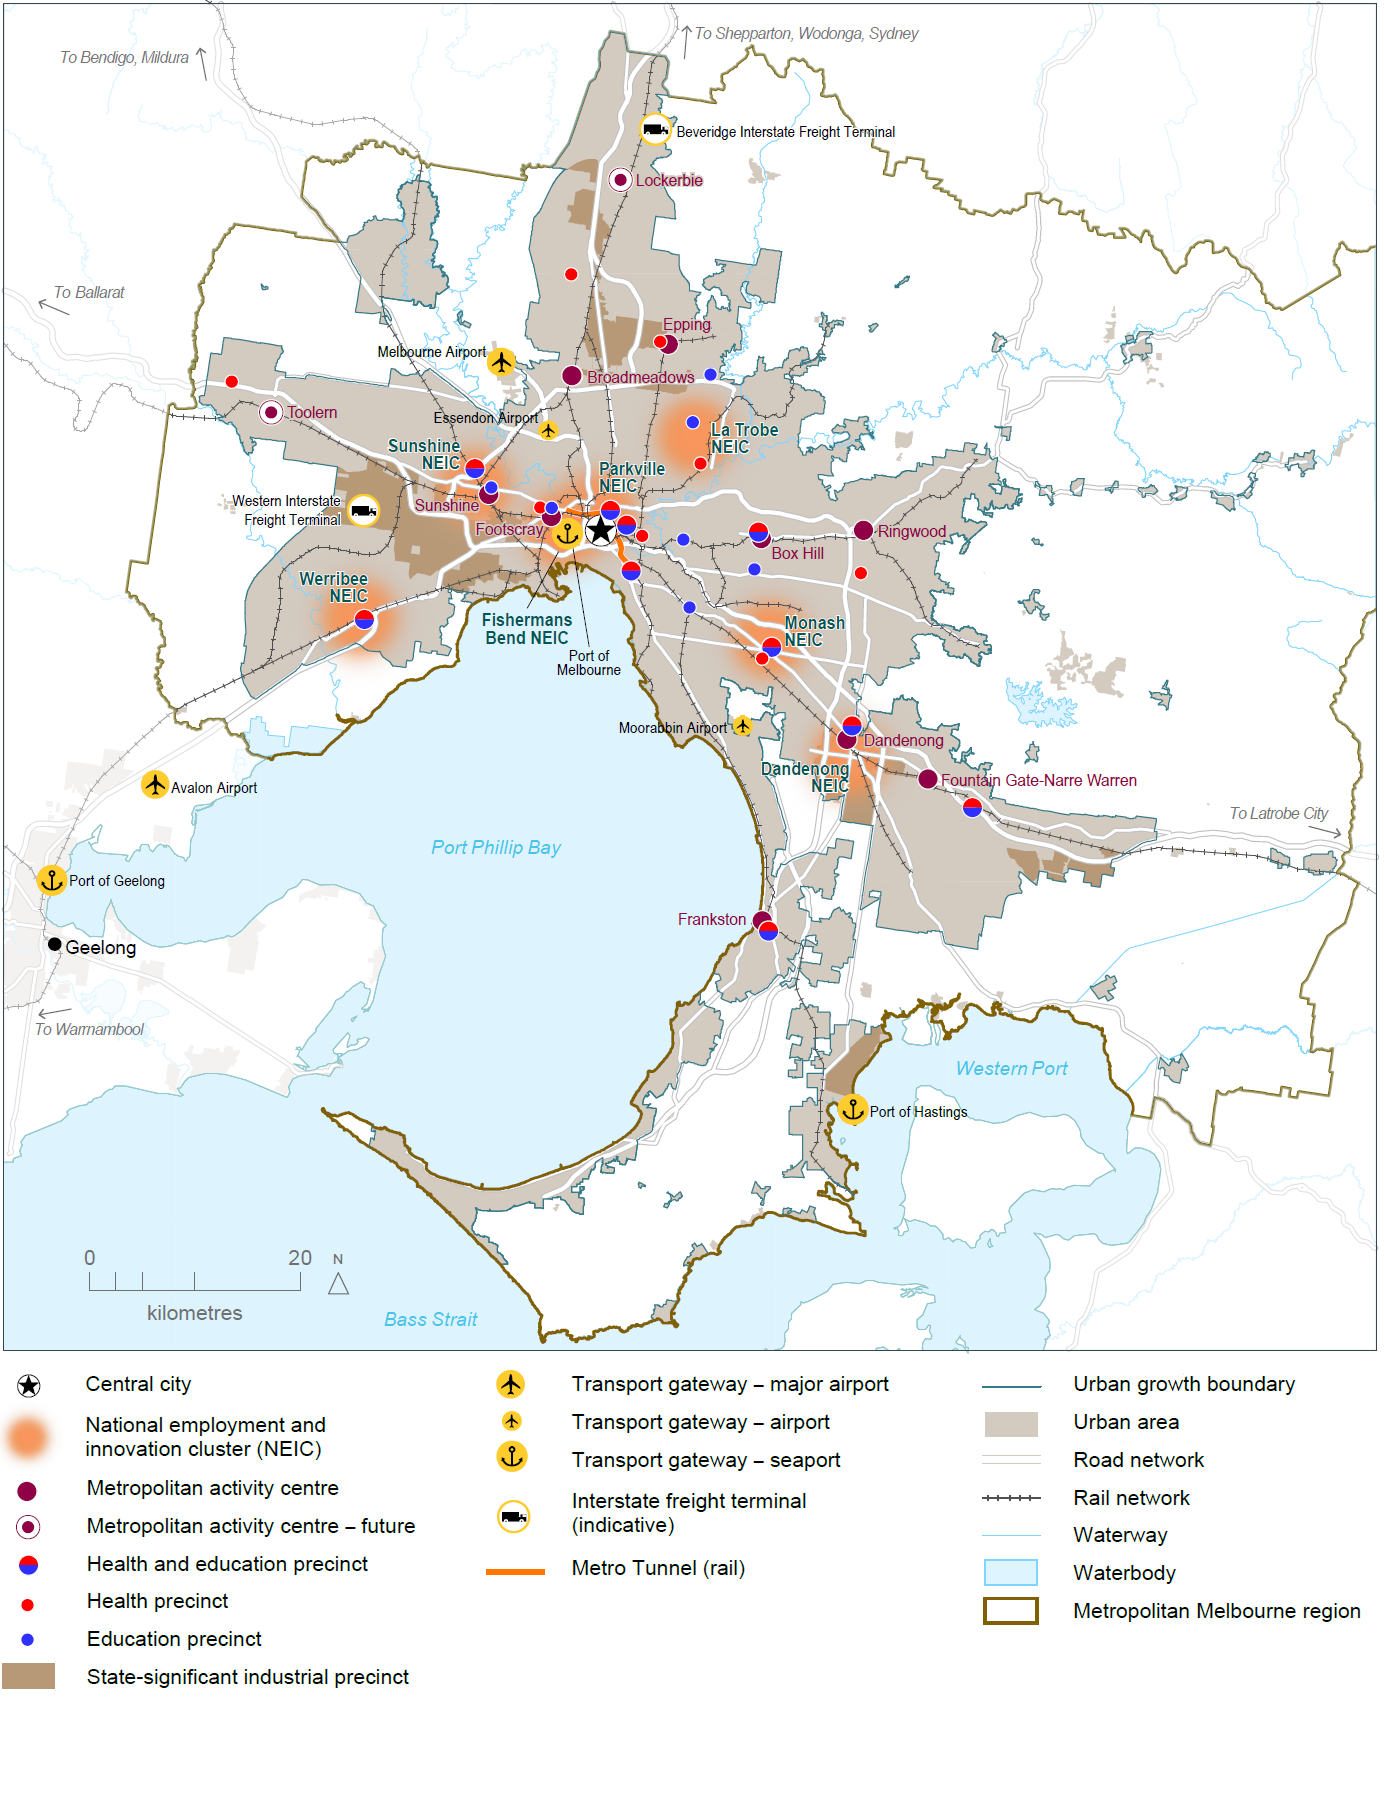 To Shepparton, Wodonga, Sydney
To Bendigo, Mildura
Beveridge Interstate Freight Terminal
Lockerbie
To Ballarat
Epping
Melbourne Airport
Broadmeadows
Toolern
Essendon Airport
La Trobe
NEIC
Sunshine
NEIC
Parkville
NEIC
Western Interstate
Freight Terminal
Sunshine
Footscray
Ringwood
Box Hill
Werribee
NEIC
Fishermans
Bend NEIC
Monash
NEIC
Port of
Melbourne
Moorabbin Airport
Dandenong
Dandenong
NEIC
Fountain Gate-Narre Warren
Avalon Airport
To Latrobe City
Port Phillip Bay
Port of Geelong
Frankston
Geelong
To Warrnambool
Western Port
Port of Hastings
0 20 N
kilometres
Bass Strait
Central city
National employment and
innovation cluster (NEIC)
Metropolitan activity centre
Metropolitan activity centre – future
Health and education precinct
Health precinct
Education precinct
State-significant industrial precinct
Transport gateway – major airport
Transport gateway – airport
Transport gateway – seaport
Interstate freight terminal
(indicative)
Metro Tunnel (rail)
Urban growth boundary
Urban area
Road network
Rail network
Waterway
Waterbody
Metropolitan Melbourne region